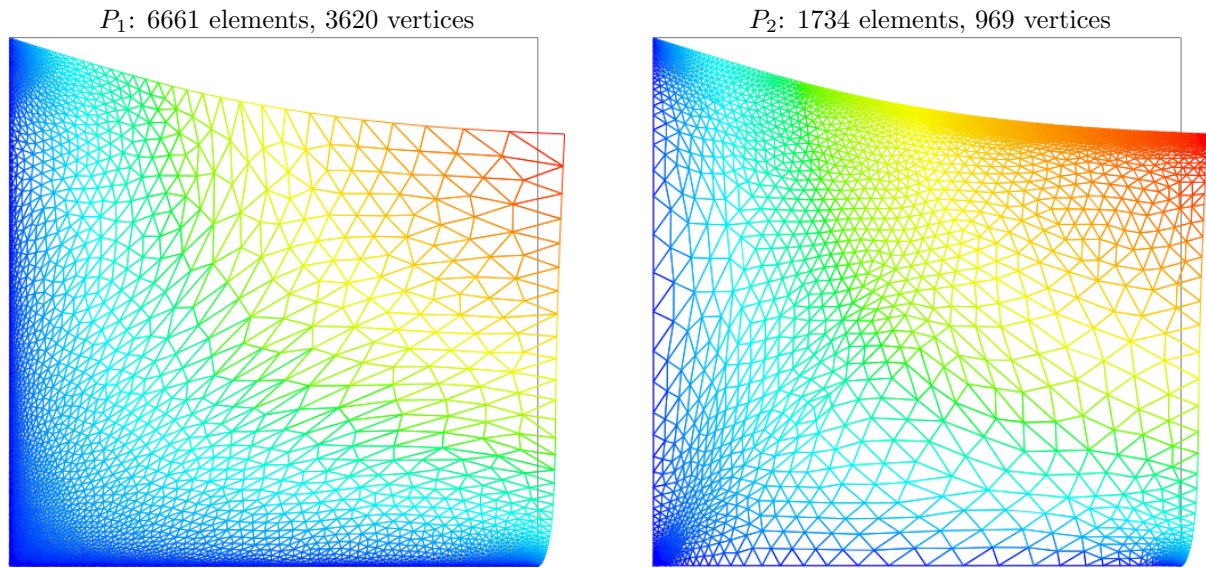 P₁: 6661 elements, 3620 vertices
P₂: 1734 elements, 969 vertices